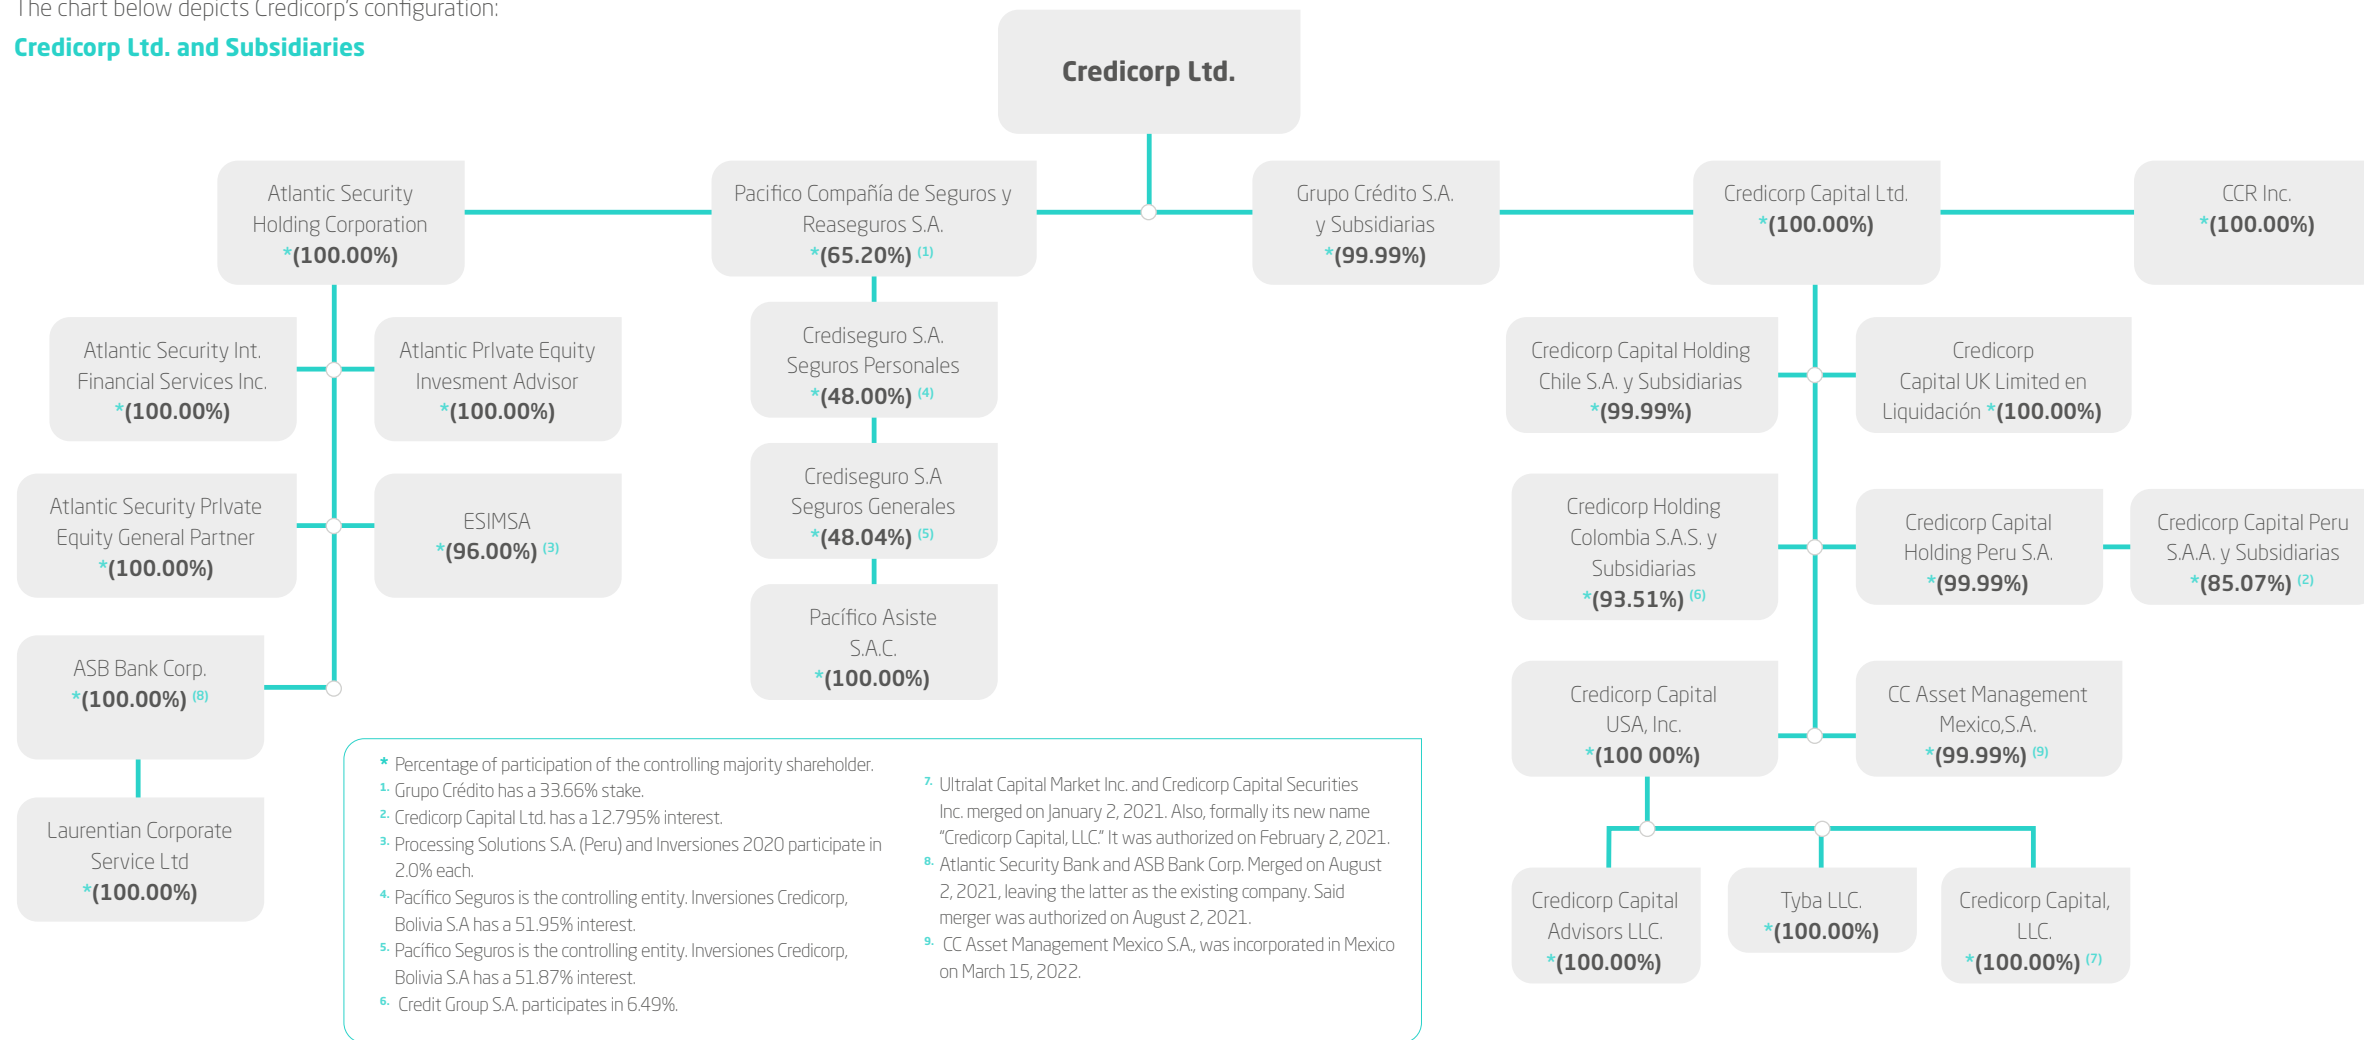 The chart below depicts Credicorp's configuration:
Credicorp Ltd. and Subsidiaries
Credicorp Ltd.
Atlantic Security
Holding Corporation
*(100.00%)
Pacifico Compañía de Seguros y
Reaseguros S.A.
*(65.20%) (1)
Grupo Crédito S.A.
y Subsidiarias
*(99.99%)
Credicorp Capital Ltd.
*(100.00%)
CCR Inc.
*(100.00%)
Atlantic Security Int.
Financial Services Inc.
*(100.00%)
Atlantic PrIvate Equity
Invesment Advisor
*(100.00%)
Atlantic Security PrIvate
Equity General Partner
*(100.00%)
ESIMSA
*(96.00%) (3)
ASB Bank Corp.
*(100.00%) (8)
Laurentian Corporate
Service Ltd
*(100.00%)
Crediseguro S.A.
Seguros Personales
*(48.00%) (4)
Crediseguro S.A
Seguros Generales
*(48.04%) (5)
Pacífico Asiste
S.A.C.
*(100.00%)
Credicorp Capital Holding
Chile S.A. y Subsidiarias
*(99.99%)
Credicorp
Capital UK Limited en
Liquidación *(100.00%)
Credicorp Holding
Colombia S.A.S. y
Subsidiarias
*(93.51%) (6)
Credicorp Capital
Holding Peru S.A.
*(99.99%)
Credicorp Capital Peru
S.A.A. y Subsidiarias
*(85.07%) (2)
Credicorp Capital
USA, Inc.
*(100 00%)
CC Asset Management
Mexico,S.A.
*(99.99%) (9)
Credicorp Capital
Advisors LLC.
*(100.00%)
Tyba LLC.
*(100.00%)
Credicorp Capital,
LLC.
*(100.00%) (7)
* Percentage of participation of the controlling majority shareholder.
1. Grupo Crédito has a 33.66% stake.
2. Credicorp Capital Ltd. has a 12.795% interest.
3. Processing Solutions S.A. (Peru) and Inversiones 2020 participate in
2.0% each.
4. Pacífico Seguros is the controlling entity. Inversiones Credicorp,
Bolivia S.A has a 51.95% interest.
5. Pacífico Seguros is the controlling entity. Inversiones Credicorp,
Bolivia S.A has a 51.87% interest.
6. Credit Group S.A. participates in 6.49%.
7. Ultralat Capital Market Inc. and Credicorp Capital Securities
Inc. merged on January 2, 2021. Also, formally its new name
"Credicorp Capital, LLC." It was authorized on February 2, 2021.
8. Atlantic Security Bank and ASB Bank Corp. Merged on August
2, 2021, leaving the latter as the existing company. Said
merger was authorized on August 2, 2021.
9. CC Asset Management Mexico S.A., was incorporated in Mexico
on March 15, 2022.